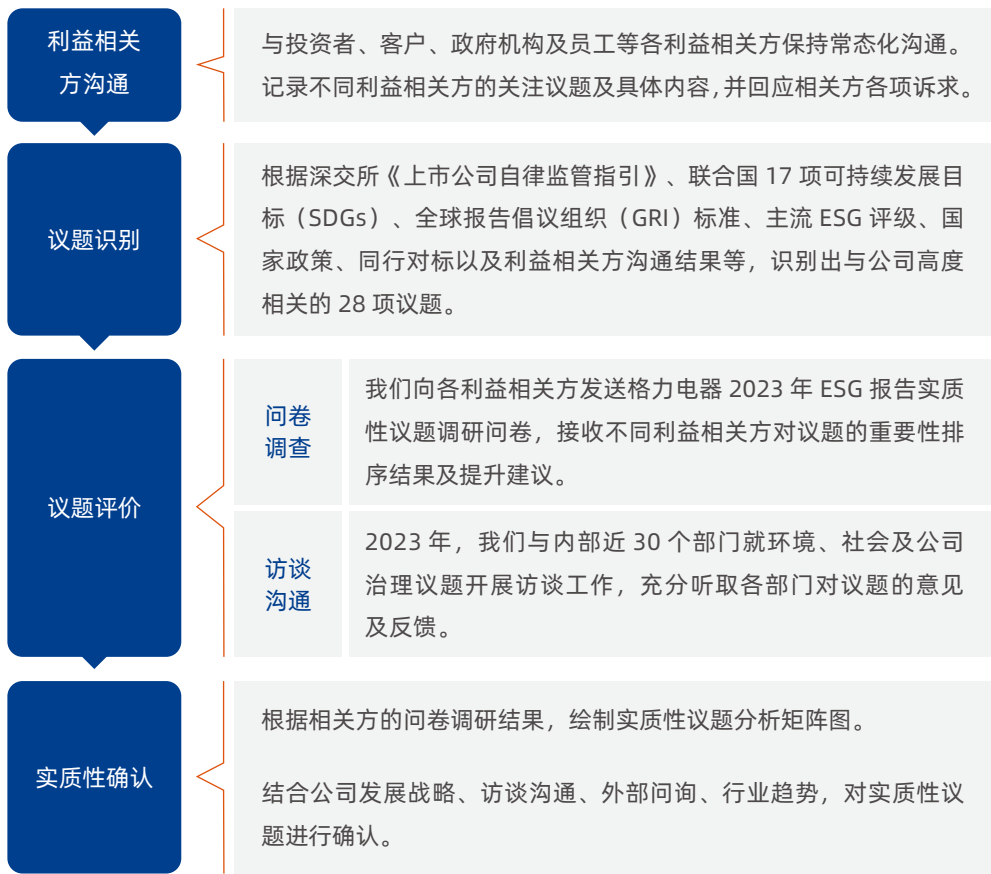 利益相关
方沟通
与投资者、客户、政府机构及员工等各利益相关方保持常态化沟通。
记录不同利益相关方的关注议题及具体内容，并回应相关方各项诉求。
议题识别
根据深交所《上市公司自律监管指引》、联合国 17 项可持续发展目
标（SDGs）、全球报告倡议组织（GRI）标准、主流 ESG 评级、国
家政策、同行对标以及利益相关方沟通结果等，识别出与公司高度
相关的 28 项议题。
议题评价
问卷
调查
我们向各利益相关方发送格力电器 2023 年 ESG 报告实质
性议题调研问卷，接收不同利益相关方对议题的重要性排
序结果及提升建议。
访谈
沟通
2023 年，我们与内部近 30 个部门就环境、社会及公司
治理议题开展访谈工作，充分听取各部门对议题的意见
及反馈。
实质性确认
根据相关方的问卷调研结果，绘制实质性议题分析矩阵图。
结合公司发展战略、访谈沟通、外部问询、行业趋势，对实质性议
题进行确认。